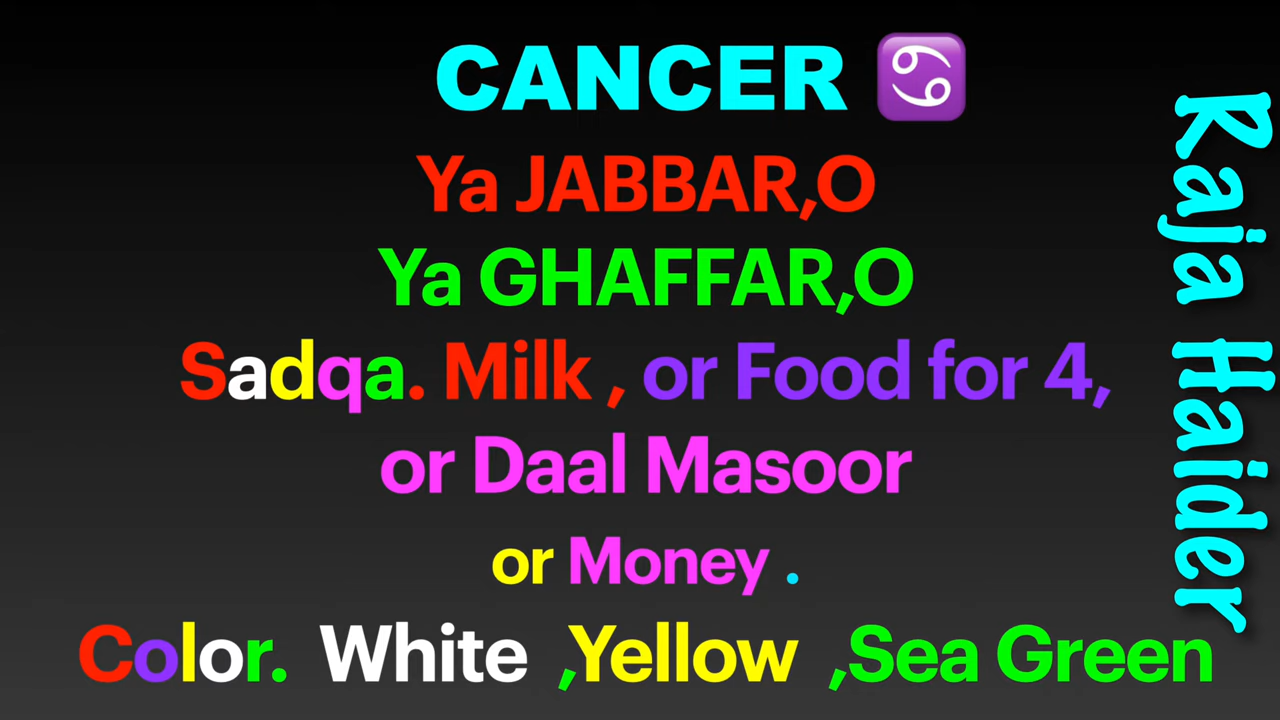 CANCER ♋
Ya JABBAR,O
Ya GHAFFAR,O
Sadqa. Milk , or Food for 4,
or Daal Masoor
or Money .
Color. White ,Yellow ,Sea Green
Raja Haider